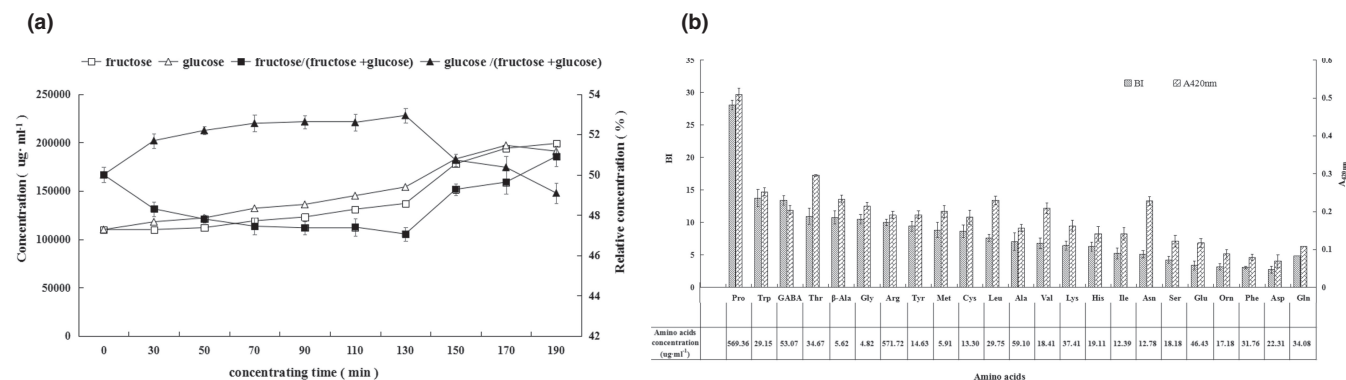 (a)
fructose glucose fructose/(fructose +glucose) glucose /(fructose +glucose)
250000
200000
150000
100000
50000
0
Concentration( ug· ml⁻¹ )
54
52
50
48
46
44
42
Relative concentration ( % )
0 30 50 70 90 110 130 150 170 190
concentrating time ( min )
(b)
35
30
25
20
15
10
5
0
BI
BI A420nm
0.6
0.5
0.4
0.3
0.2
0.1
0
A420nm
Pro Trp GABA Thr β-Ala Gly Arg Tyr Met Cys Leu Ala Val Lys His Ile Asn Ser Glu Orn Phe Asp Gln
Amino acids
concentration
(ug·ml⁻¹)
569.36 29.15 53.07 34.67 5.62 4.82 571.72 14.63 5.91 13.30 29.75 59.10 18.41 37.41 19.11 12.39 12.78 18.18 46.43 17.18 31.76 22.31 34.08
Amino acids